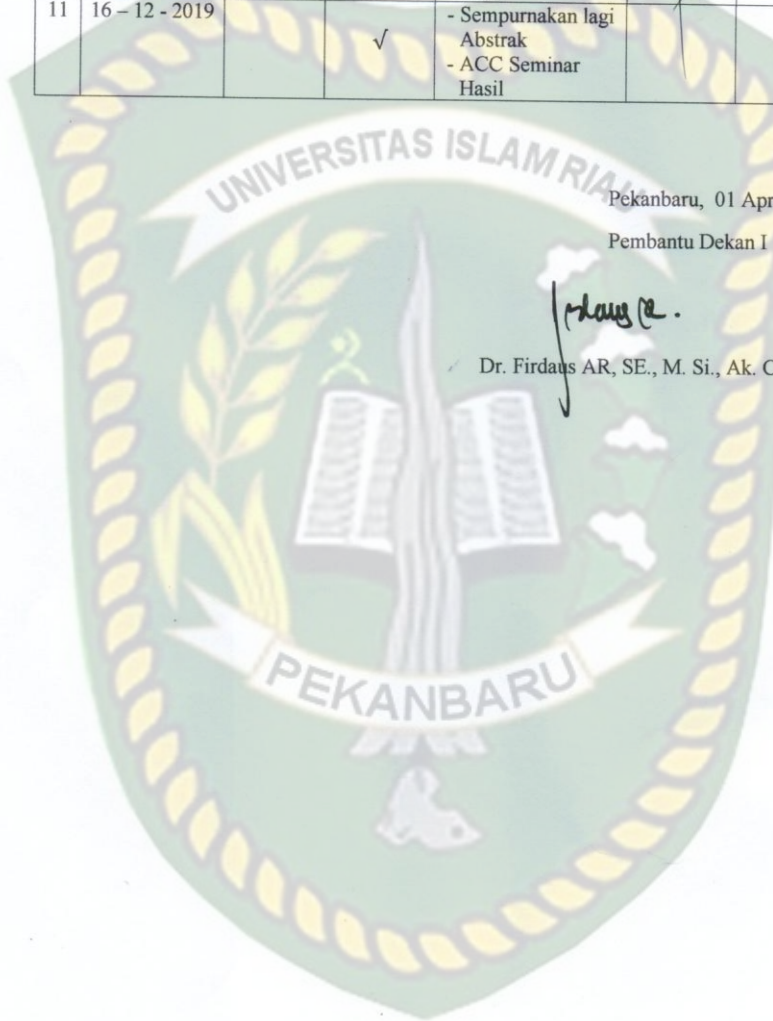 11 16 – 12 - 2019 √ - Sempurnakan lagi
Abstrak
- ACC Seminar
Hasil
UNIVERSITAS ISLAM RIAU
Pekanbaru, 01 Apr
Pembantu Dekan I
Dr. Firdaus AR, SE., M. Si., Ak. C
PEKANBARU